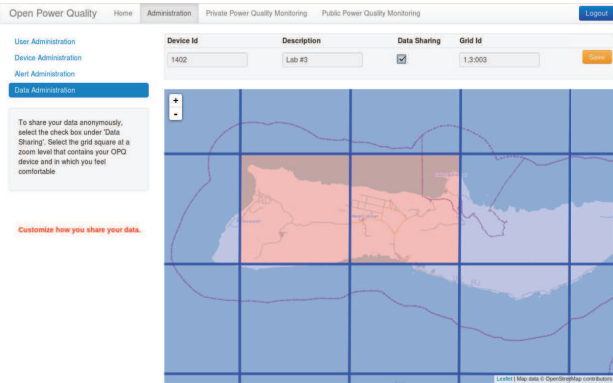 Open Power Quality Home Administration Private Power Quality Monitoring Public Power Quality Monitoring Logout
User Administration
Device Administration
Alert Administration
Data Administration
To share your data anonymously,
select the check box under 'Data
Sharing'. Select the grid square at a
zoom level that contains your OPQ
device and in which you feel
comfortable
Customize how you share your data.
Device Id Description Data Sharing Grid Id
1402 Lab #3 1,3:003 Save
+
-
Leaflet | Map data © OpenStreetMap contributors